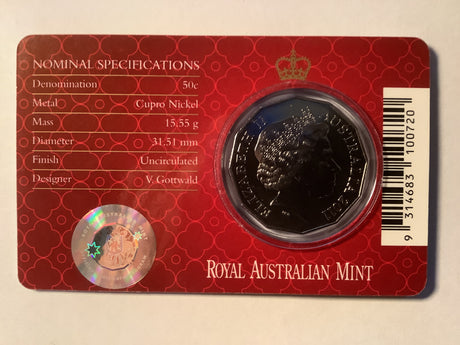 NOMINAL SPECIFICATIONS
Denomination 50c
Metal Cupro Nickel
Mass 15.55 g
Diameter 31.51 mm
Finish Uncirculated
Designer V. Gottwald
ELIZABETH II AUSTRALIA 2011
ROYAL AUSTRALIAN MINT
9 314683 100720